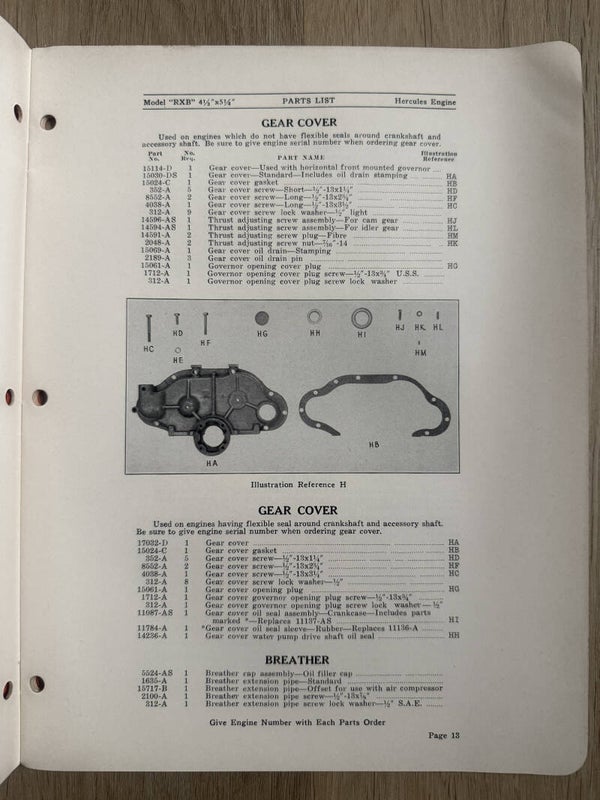 Model "RXB" 4½"x5¼" PARTS LIST Hercules Engine
GEAR COVER
Used on engines which do not have flexible seals around crankshaft and
accessory shaft. Be sure to give engine serial number when ordering gear cover.
Part No. No. Req. PART NAME Illustration Reference
15114-D 1 Gear cover—Used with horizontal front mounted governor
15030-DS 1 Gear cover—Standard—Includes oil drain stamping HA
15024-C 1 Gear cover gasket HB
352-A 5 Gear cover screw—Short—½"-13x1¼" HD
8552-A 2 Gear cover screw—Long—½"-13x2¾" HF
4038-A 1 Gear cover screw—Long—½"-13x3½" HC
312-A 9 Gear cover screw lock washer—½" light
14596-AS 1 Thrust adjusting screw assembly—For cam gear HJ
14594-AS 1 Thrust adjusting screw assembly—For idler gear HL
14591-A 2 Thrust adjusting screw plug—Fibre HM
2048-A 2 Thrust adjusting screw nut—7/16"-14 HK
15069-A 1 Gear cover oil drain—Stamping
2189-A 3 Gear cover oil drain pin
15061-A 1 Governor opening cover plug HG
1712-A 1 Governor opening cover plug screw—½"-13x¾" U.S.S.
312-A 1 Governor opening cover plug screw lock washer
HC
HD
HE
HF
HG
HH
HI
HJ HK HL
HM
HA
HB
Illustration Reference H
GEAR COVER
Used on engines having flexible seal around crankshaft and accessory shaft.
Be sure to give engine serial number when ordering gear cover.
17032-D 1 Gear cover HA
15024-C 1 Gear cover gasket HB
352-A 5 Gear cover screw—½"-13x1¼" HD
8552-A 2 Gear cover screw—½"-13x2¾" HF
4038-A 1 Gear cover screw—½"-13x3½" HC
312-A 8 Gear cover screw lock washer—½"
15061-A 1 Gear cover opening plug HG
1712-A 1 Gear cover governor opening plug screw—½"-13x¾"
312-A 1 Gear cover governor opening plug screw lock washer—½"
11087-AS 1 Gear cover oil seal assembly—Crankcase—Includes parts
marked *—Replaces 11137-AS HI
11784-A 1 *Gear cover oil seal sleeve—Rubber—Replaces 11136-A
14236-A 1 Gear cover water pump drive shaft oil seal HH
BREATHER
5524-AS 1 Breather cap assembly—Oil filler cap
1635-A 1 Breather extension pipe—Standard
15717-B 1 Breather extension pipe—Offset for use with air compressor
2100-A 1 Breather extension pipe screw—½"-13x⅞"
312-A 1 Breather extension pipe screw lock washer—½" S.A.E.
Give Engine Number with Each Parts Order
Page 13